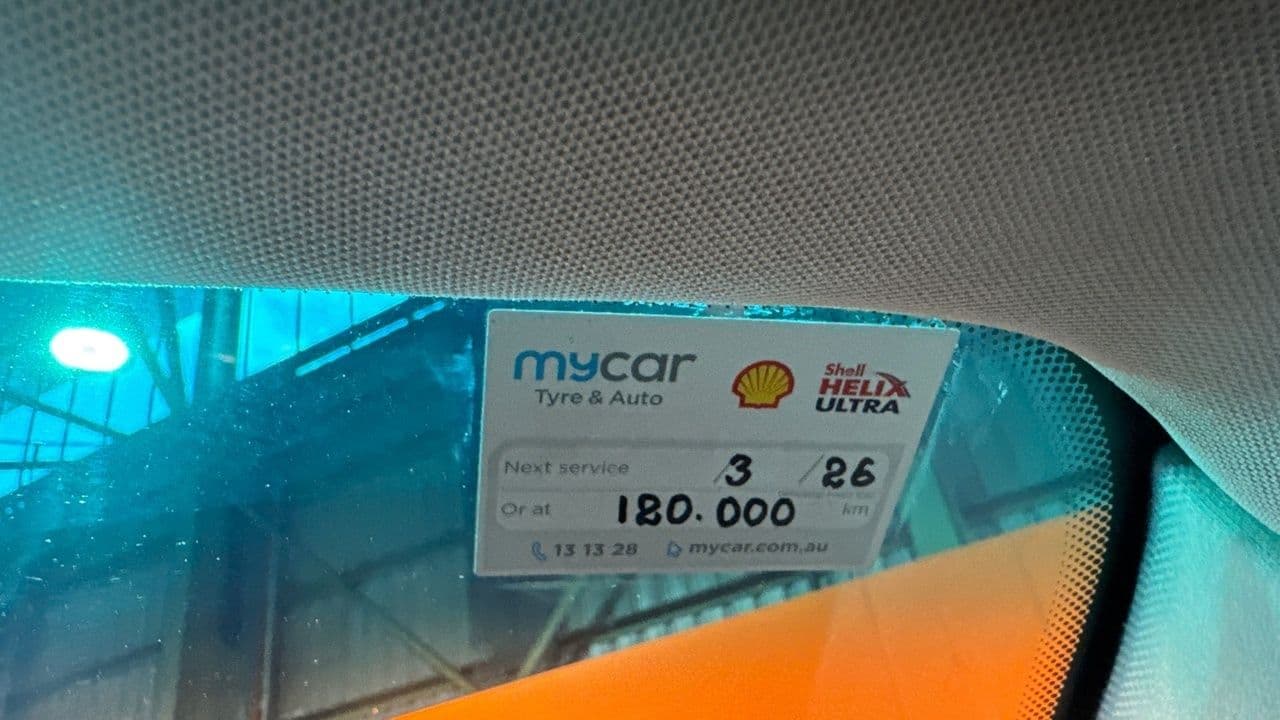 mycar
Tyre & Auto
Shell
HELIX
ULTRA
Next service /3 /26
Or at 180.000 km
13 13 28 mycar.com.au